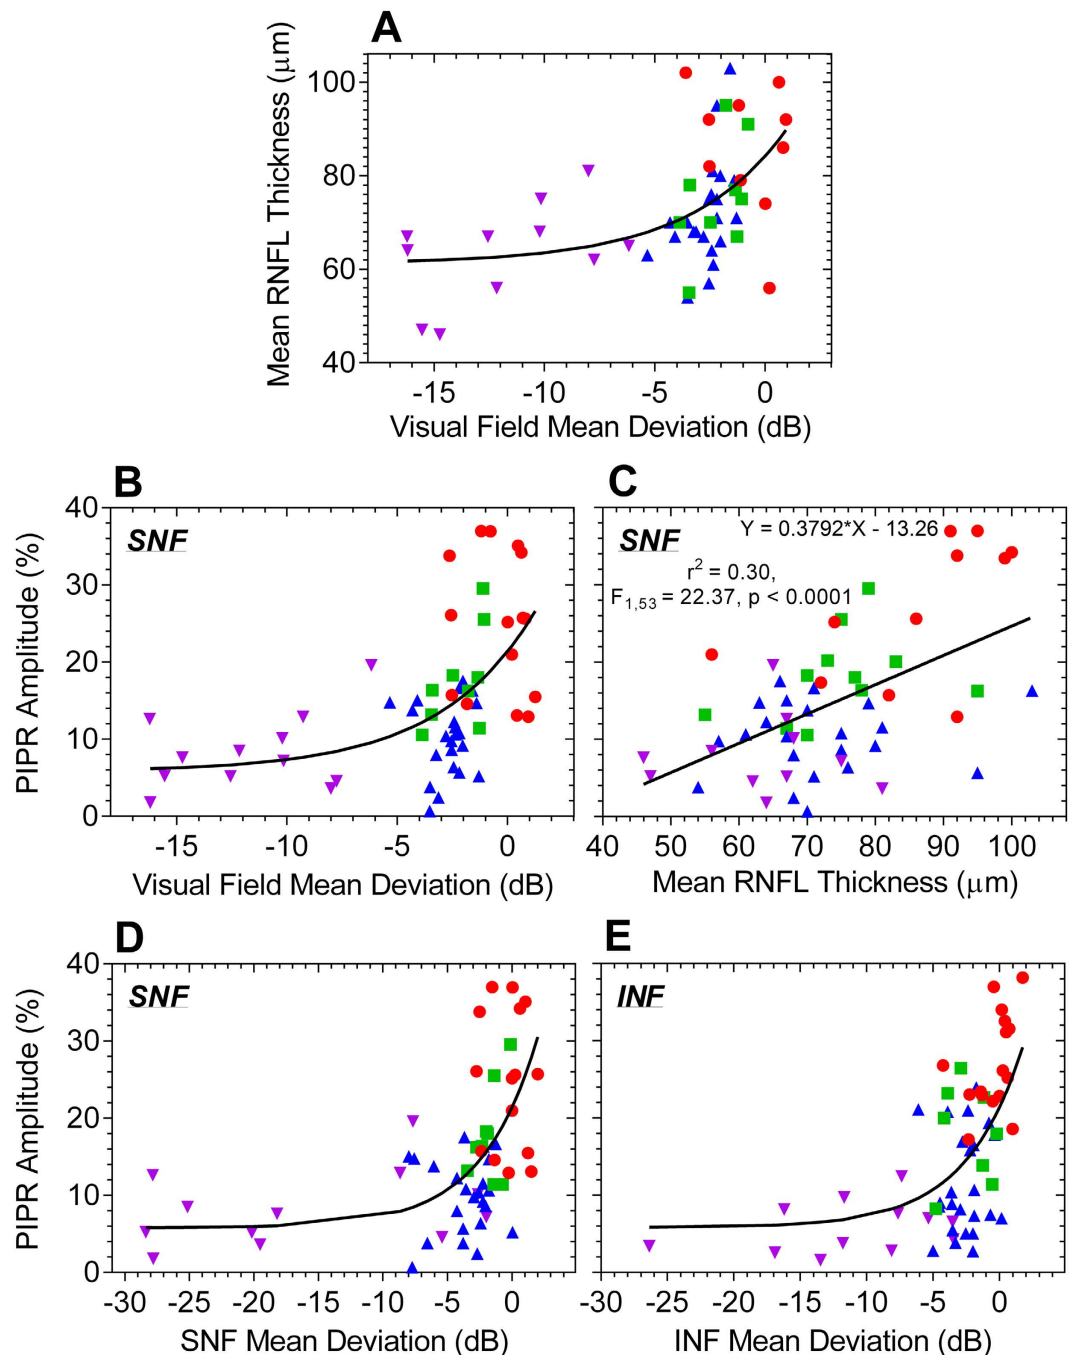 A
Mean RNFL Thickness (μm)
100
80
60
40
-15 -10 -5 0
Visual Field Mean Deviation (dB)
B
SNF
PIPR Amplitude (%)
40
30
20
10
0
-15 -10 -5 0
Visual Field Mean Deviation (dB)
C
SNF
Y = 0.3792*X - 13.26
r² = 0.30,
F₁,₅₃ = 22.37, p < 0.0001
40 50 60 70 80 90 100
Mean RNFL Thickness (μm)
D
SNF
PIPR Amplitude (%)
40
30
20
10
0
-30 -25 -20 -15 -10 -5 0
SNF Mean Deviation (dB)
E
INF
-30 -25 -20 -15 -10 -5 0
INF Mean Deviation (dB)